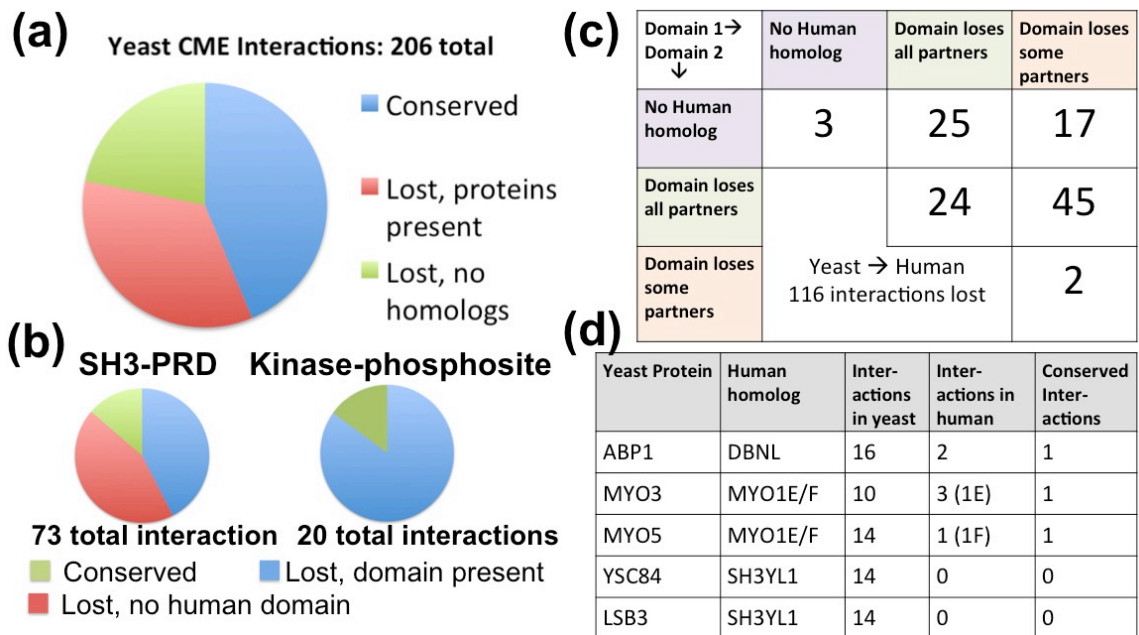 (a)
Yeast CME Interactions: 206 total
Conserved
Lost, proteins
present
Lost, no
homologs
(b)
SH3-PRD
Kinase-phosphosite
73 total interaction
20 total interactions
Conserved
Lost, domain present
Lost, no human domain
(c)
Domain 1→
Domain 2
↓
No Human
homolog
Domain loses
all partners
Domain loses
some
partners
No Human
homolog
3
25
17
Domain loses
all partners
24
45
Domain loses
some
partners
Yeast → Human
116 interactions lost
2
(d)
Yeast Protein
Human
homolog
Inter-
actions
in yeast
Inter-
actions in
human
Conserved
Inter-
actions
ABP1
DBNL
16
2
1
MYO3
MYO1E/F
10
3 (1E)
1
MYO5
MYO1E/F
14
1 (1F)
1
YSC84
SH3YL1
14
0
0
LSB3
SH3YL1
14
0
0